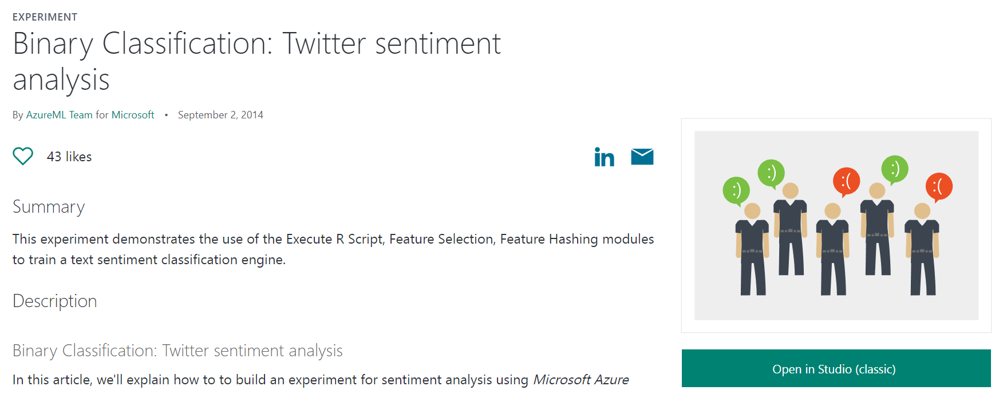 EXPERIMENT
Binary Classification: Twitter sentiment
analysis
By AzureML Team for Microsoft • September 2, 2014
43 likes
in
Summary
This experiment demonstrates the use of the Execute R Script, Feature Selection, Feature Hashing modules
to train a text sentiment classification engine.
Description
Binary Classification: Twitter sentiment analysis
In this article, we'll explain how to to build an experiment for sentiment analysis using Microsoft Azure
:)
:)
:(
:)
:(
Open in Studio (classic)